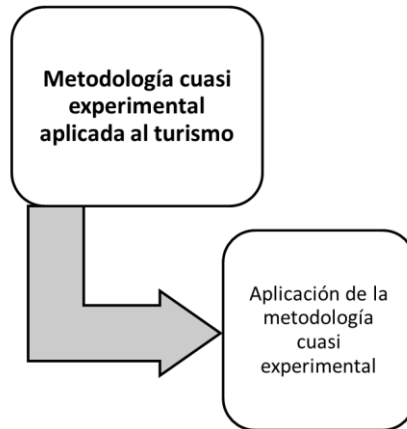 Metodología cuasi
experimental
aplicada al turismo
Aplicación de la
metodología
cuasi
experimental